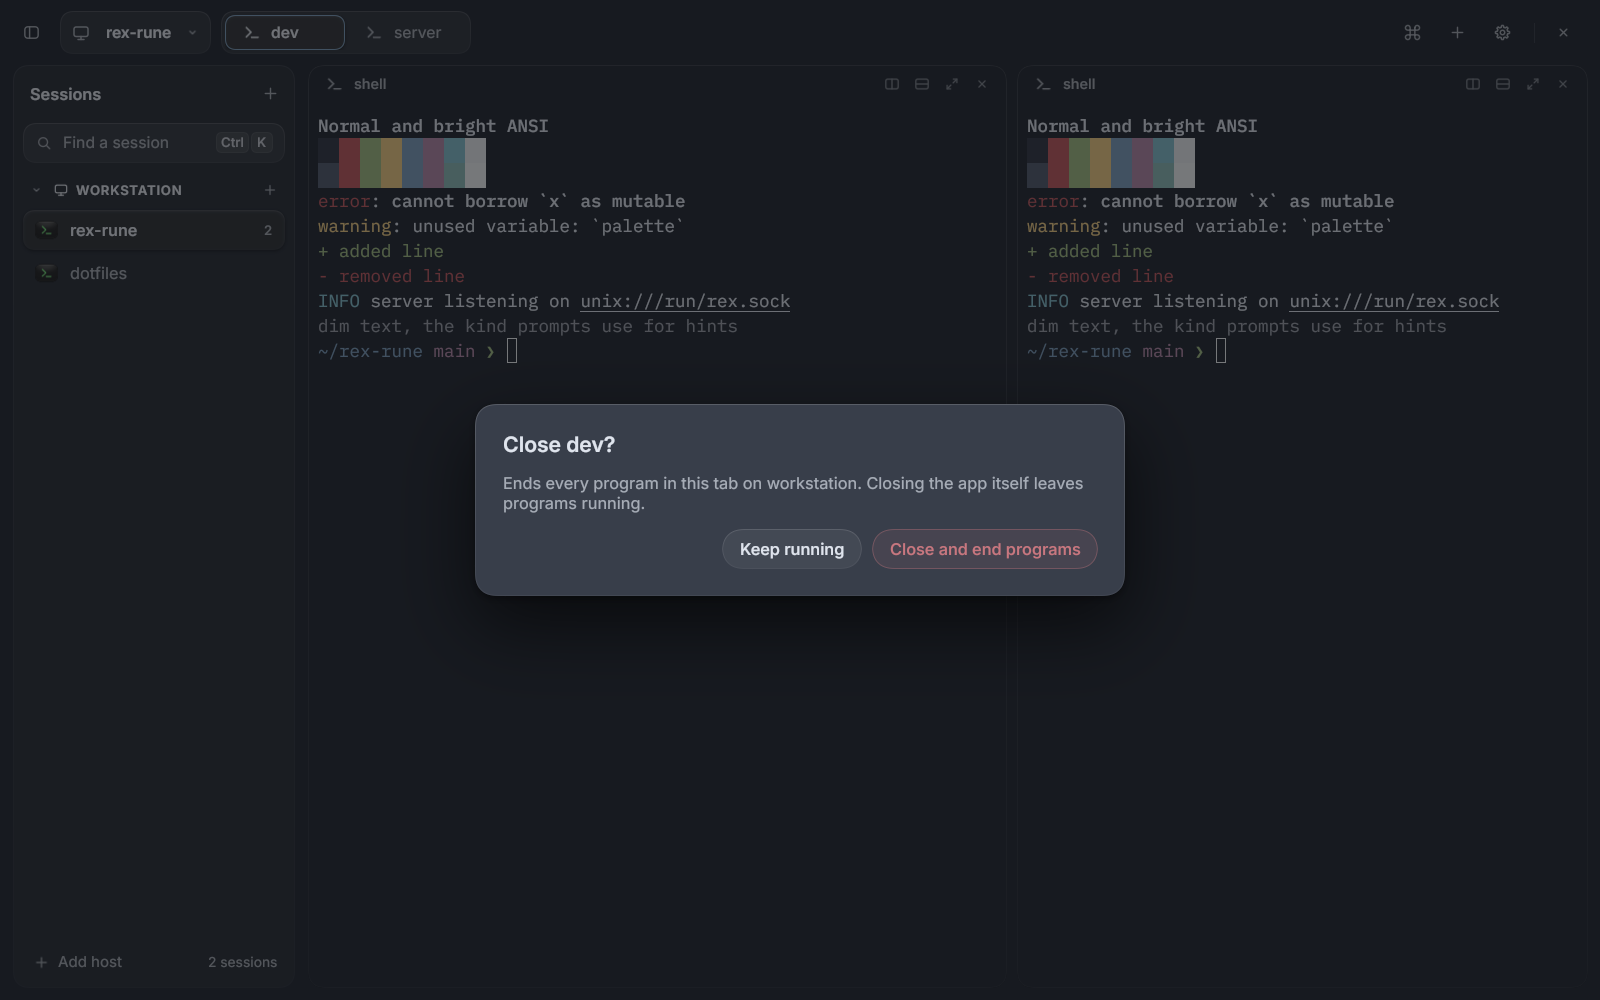 rex-rune
dev
server
Sessions
Find a session
Ctrl K
WORKSTATION
rex-rune 2
dotfiles
Add host
2 sessions
shell
Normal and bright ANSI
error: cannot borrow `x` as mutable
warning: unused variable: `palette`
+ added line
- removed line
INFO server listening on unix:///run/rex.sock
dim text, the kind prompts use for hints
~/rex-rune main ❯
shell
Normal and bright ANSI
error: cannot borrow `x` as mutable
warning: unused variable: `palette`
+ added line
- removed line
INFO server listening on unix:///run/rex.sock
dim text, the kind prompts use for hints
~/rex-rune main ❯
Close dev?
Ends every program in this tab on workstation. Closing the app itself leaves
programs running.
Keep running
Close and end programs